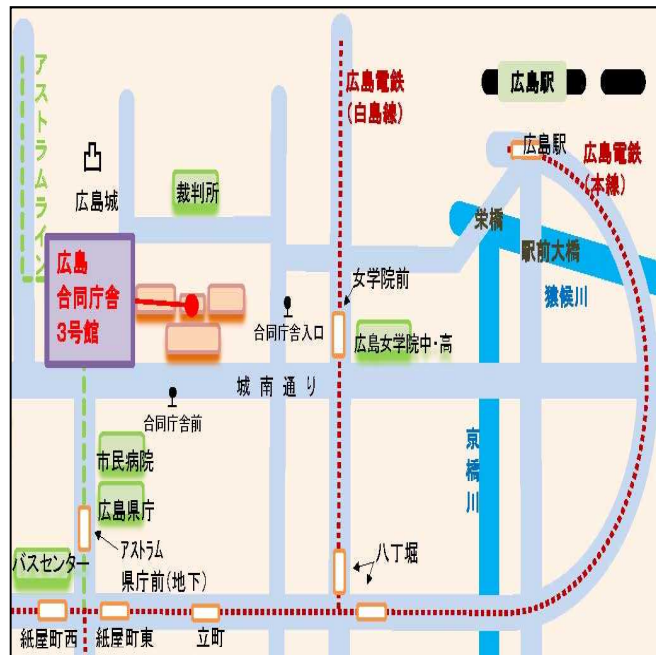 アストラムライン
広島電鉄
(白島線)
広島駅
広島駅
広島電鉄
(本線)
広島城
裁判所
栄橋
駅前大橋
猿候川
広島
合同庁舎
3号館
女学院前
合同庁舎入口
広島女学院中・高
城南通り
合同庁舎前
京橋川
市民病院
広島県庁
アストラム
県庁前(地下)
バスセンター
八丁堀
紙屋町西
紙屋町東
立町